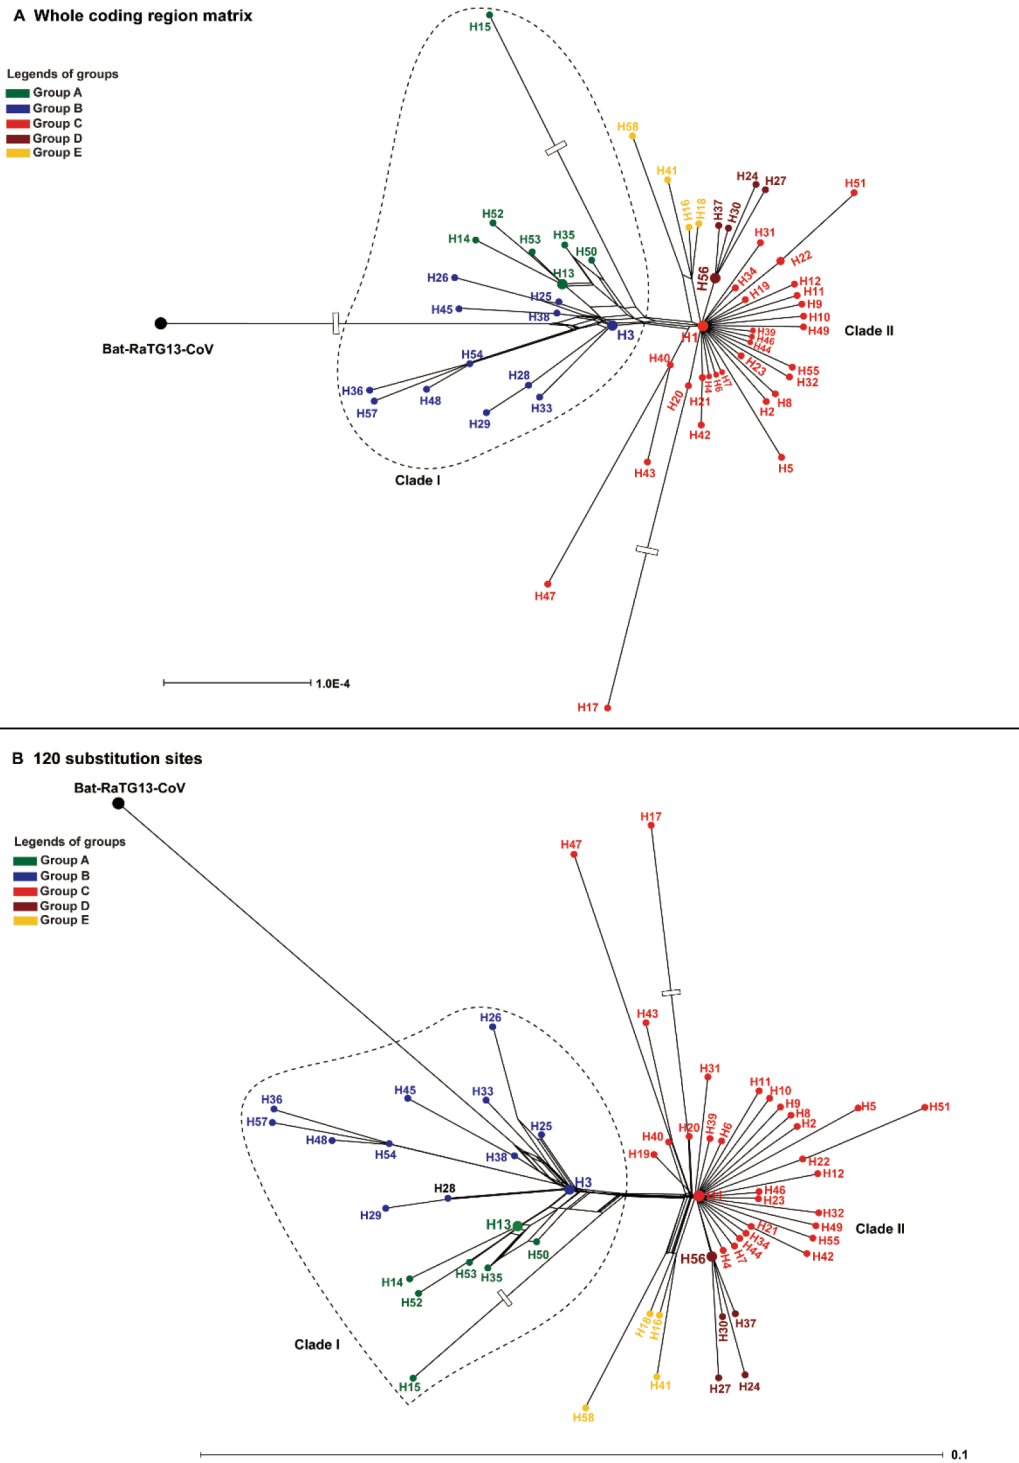 A Whole coding region matrix
H15
Legends of groups
Group A
Group B
Group C
Group D
Group E
H58
H41
H16
H18
H24
H27
H37
H30
H51
H52
H14
H53
H35
H50
H31
H22
H26
H13
H56
H34
H19
H12
H11
H9
H10
H49
H45
H25
H38
H3
H1
H39
H46
H44
Clade II
Bat-RaTG13-CoV
H54
H40
H23
H55
H32
H36
H57
H48
H28
H33
H29
H20
H21
H4
H6
H7
H8
H2
H42
H43
H5
Clade I
H47
1.0E-4
H17
B 120 substitution sites
Bat-RaTG13-CoV
H17
H47
Legends of groups
Group A
Group B
Group C
Group D
Group E
H26
H43
H31
H36
H57
H45
H33
H25
H48
H54
H38
H11
H10
H9
H8
H2
H5
H51
H40
H20
H39
H6
H19
H22
H12
H28
H29
H3
H1
H46
H23
H32
H49
H55
H42
Clade II
H13
H50
H21
H34
H44
H7
H4
H56
H14
H53
H35
H52
H18
H16
H30
H37
Clade I
H15
H41
H27
H24
H58
0.1